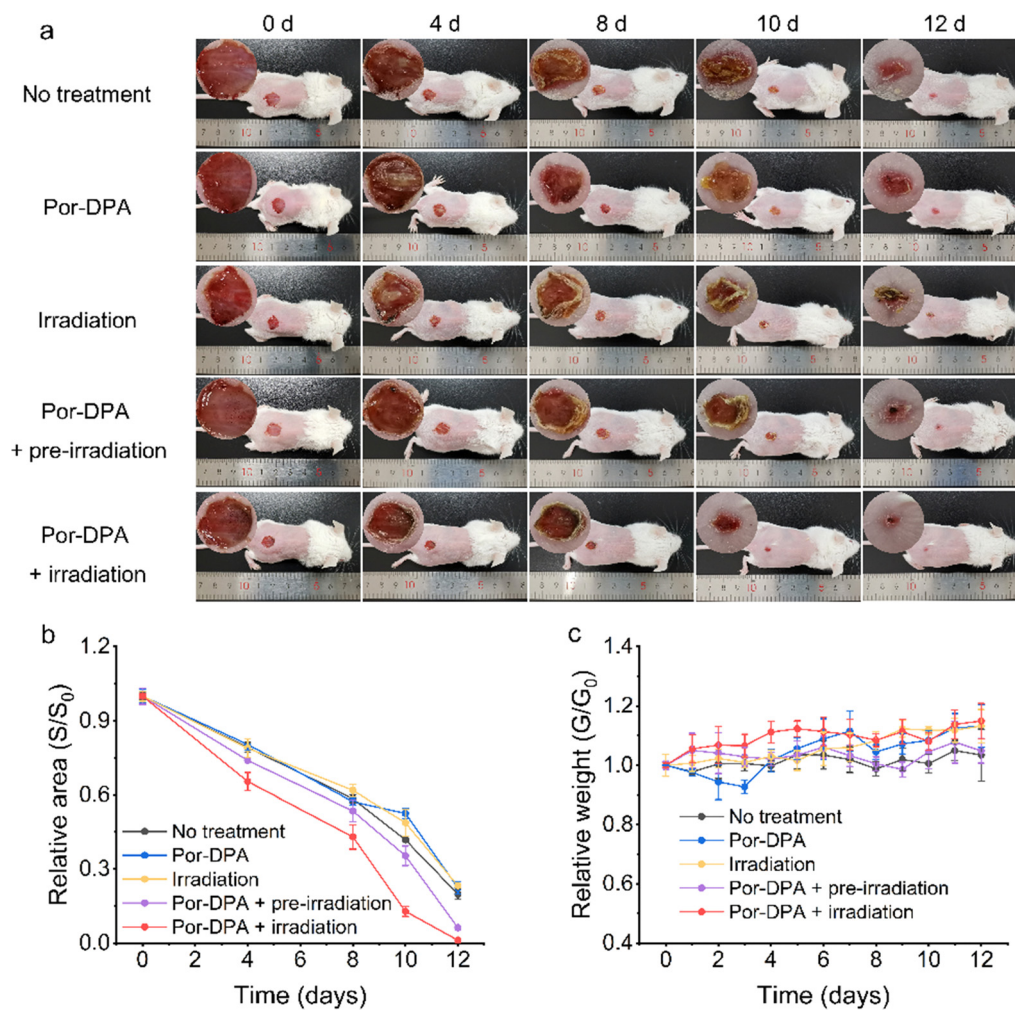 a
0 d 4 d 8 d 10 d 12 d
No treatment
Por-DPA
Irradiation
Por-DPA
+ pre-irradiation
Por-DPA
+ irradiation
b
Relative area (S/S0)
1.2
0.9
0.6
0.3
0.0
No treatment
Por-DPA
Irradiation
Por-DPA + pre-irradiation
Por-DPA + irradiation
0 2 4 6 8 10 12
Time (days)
c
Relative weight (G/G0)
1.4
1.2
1.0
0.8
0.6
0.4
No treatment
Por-DPA
Irradiation
Por-DPA + pre-irradiation
Por-DPA + irradiation
0 2 4 6 8 10 12
Time (days)